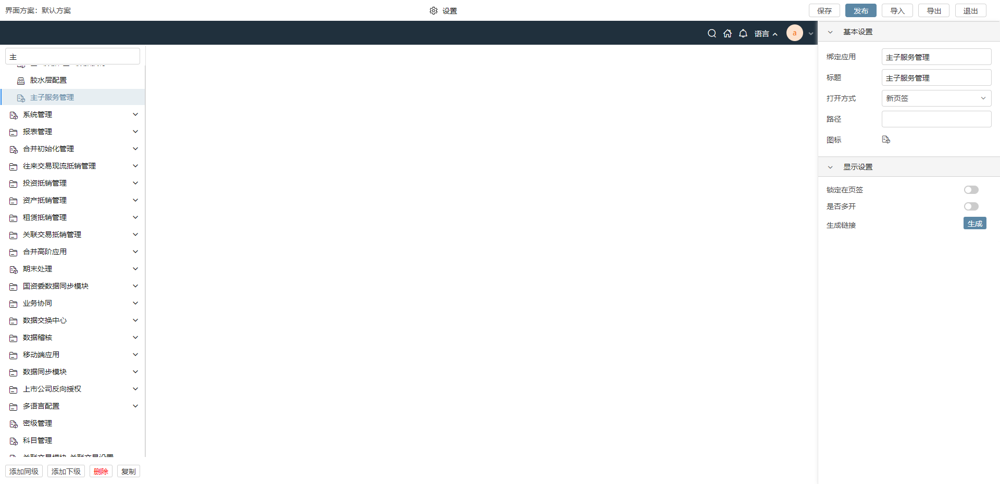 界面方案：默认方案
设置
保存
发布
导入
导出
退出
语言
a
主
胶水层配置
主子服务管理
系统管理
报表管理
合并初始化管理
往来交易现流抵销管理
投资抵销管理
资产抵销管理
租赁抵销管理
关联交易抵销管理
合并高阶应用
期末处理
国资委数据同步模块
业务协同
数据交换中心
数据稽核
移动端应用
数据同步模块
上市公司反向授权
多语言配置
密级管理
科目管理
添加同级
添加下级
删除
复制
基本设置
绑定应用
主子服务管理
标题
主子服务管理
打开方式
新页签
路径
图标
显示设置
锁定在页签
是否多开
生成链接
生成